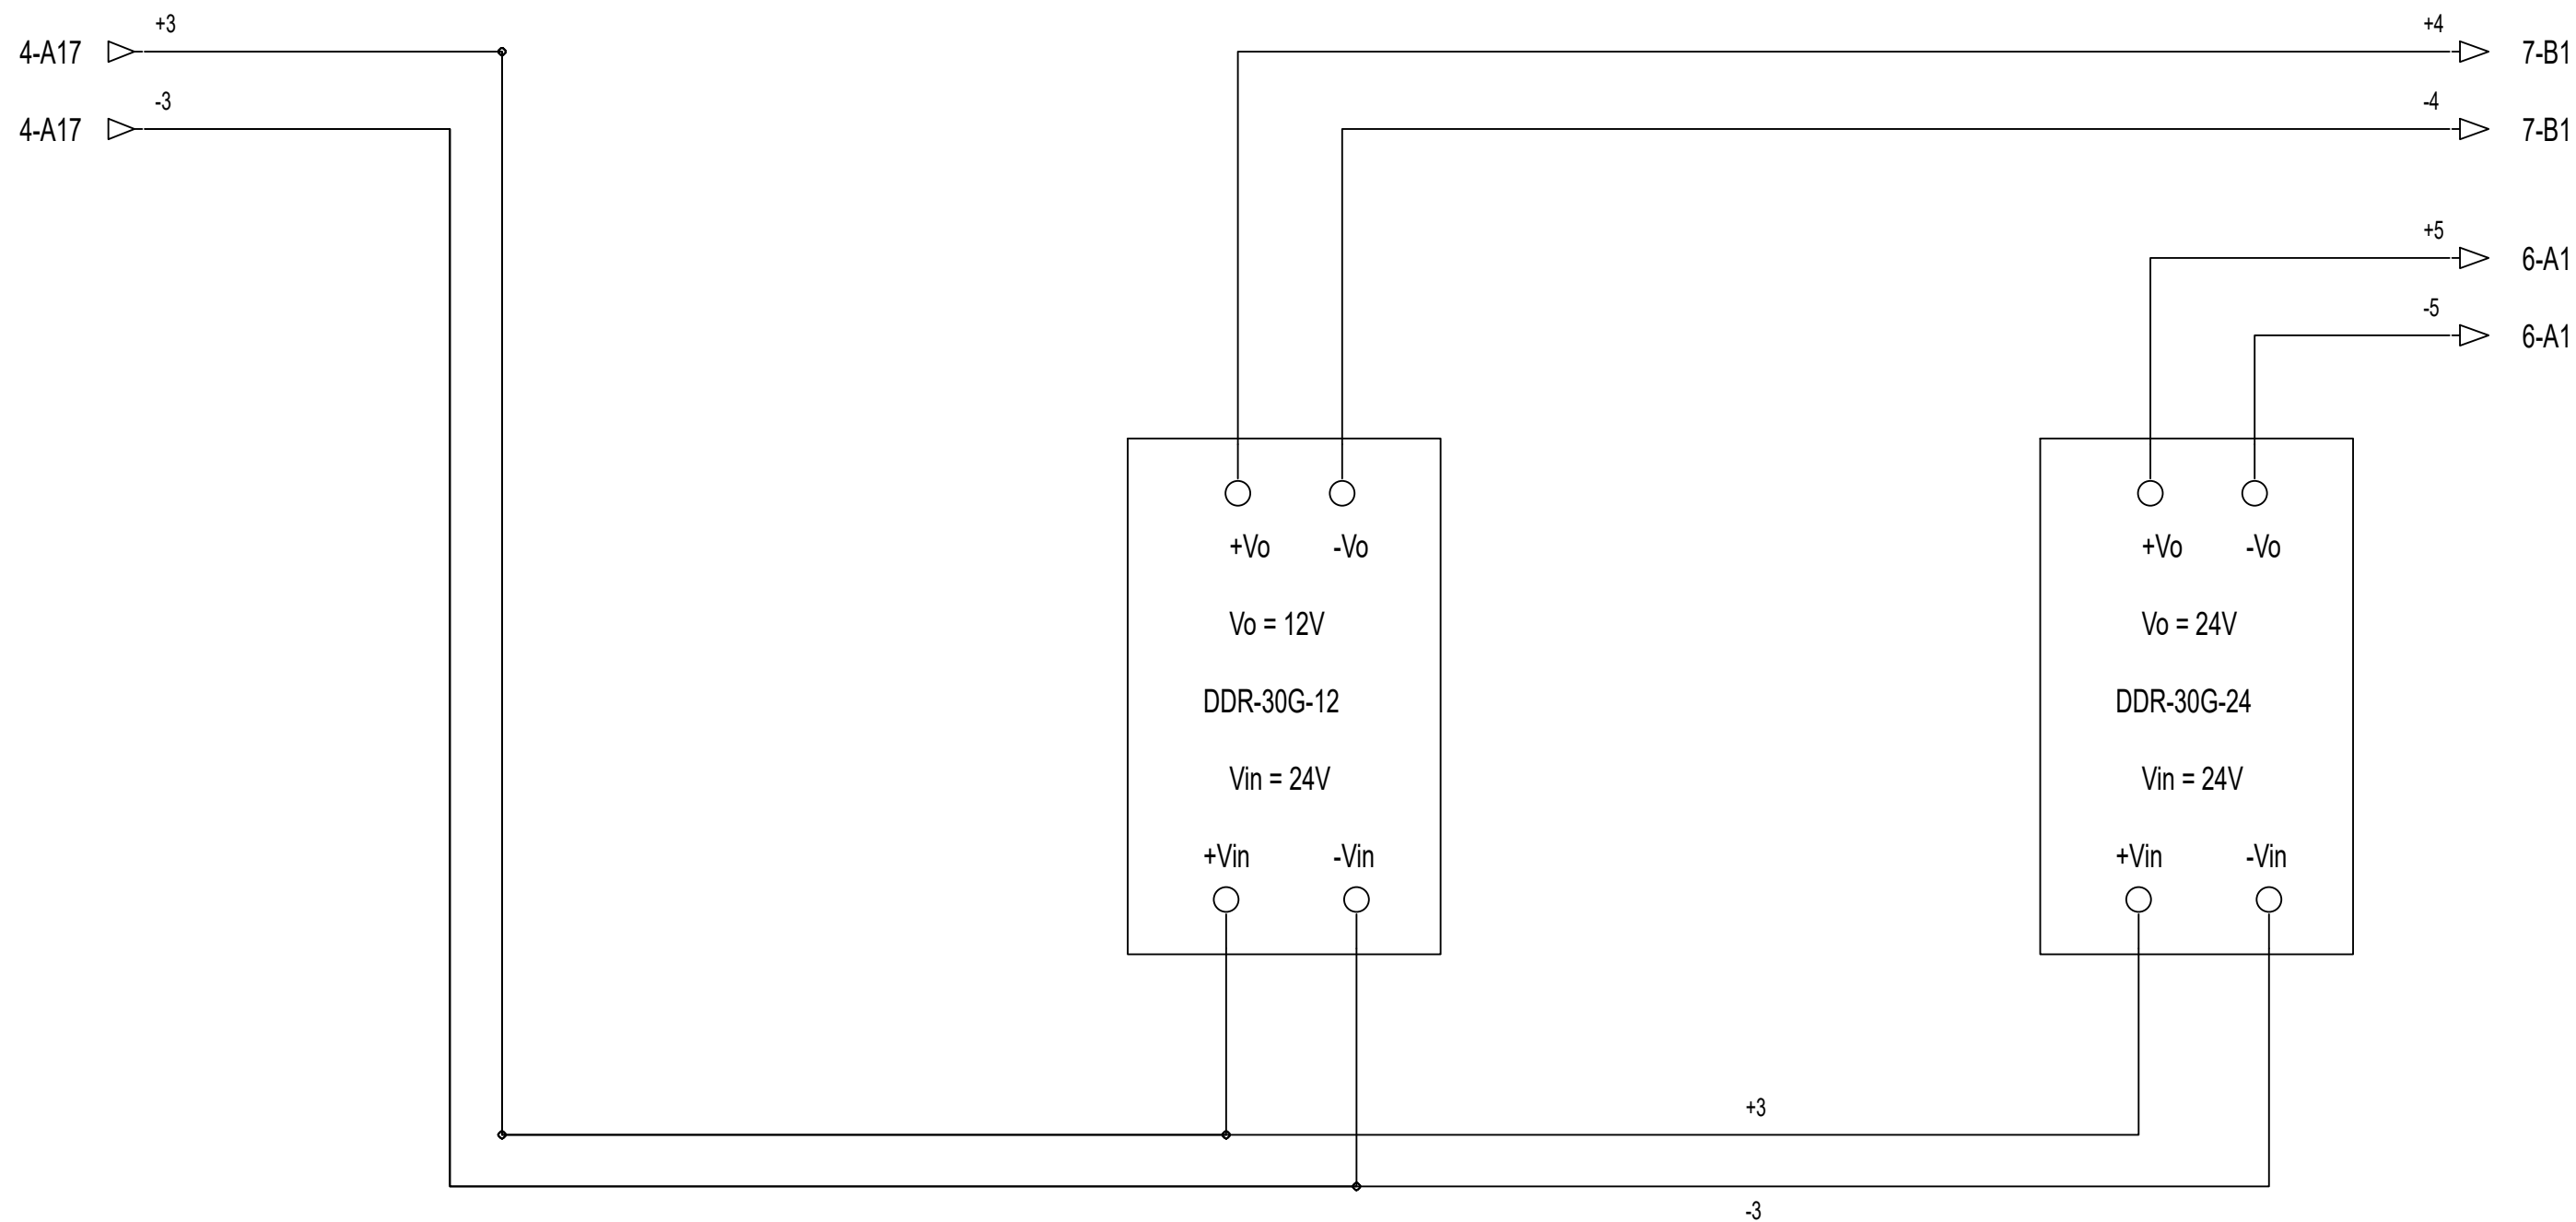 +3
4-A17
-3
4-A17
+4
7-B1
-4
7-B1
+5
6-A1
-5
6-A1
+Vo -Vo
Vo = 12V
DDR-30G-12
Vin = 24V
+Vin -Vin
+Vo -Vo
Vo = 24V
DDR-30G-24
Vin = 24V
+Vin -Vin
+3
-3